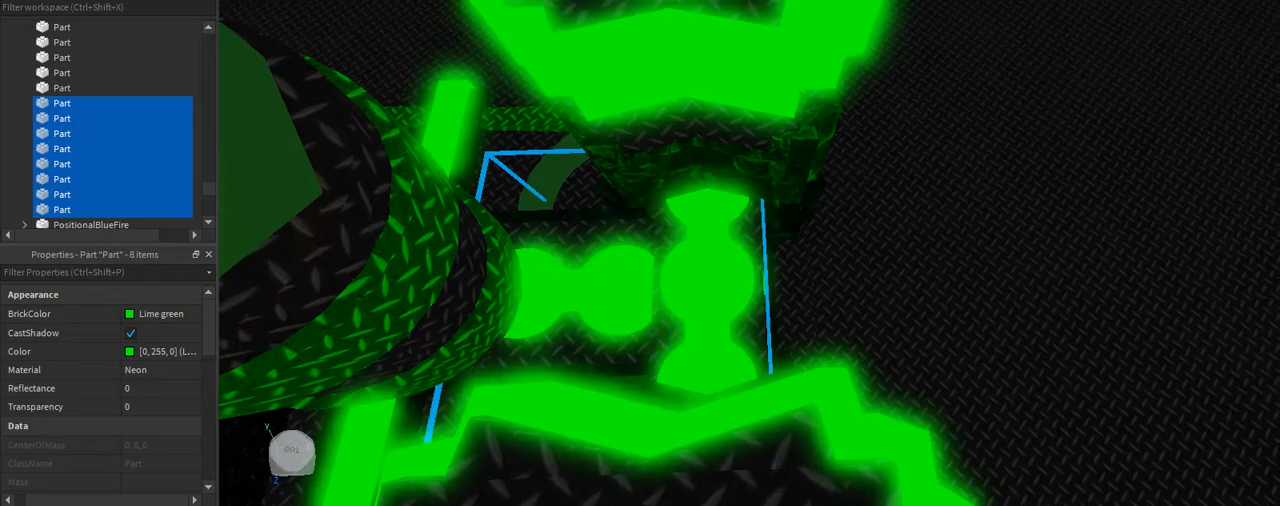 Filter workspace (Ctrl+Shift+X)
Part
Part
Part
Part
Part
Part
Part
Part
Part
Part
Part
Part
Part
PositionalBlueFire
Properties - Part "Part" - 8 items
Filter Properties (Ctrl+Shift+P)
Appearance
BrickColor Lime green
CastShadow
Color [0, 255, 0] (L...
Material Neon
Reflectance 0
Transparency 0
Data
CenterOfMass 0, 0, 0
ClassName Part
Mass
Y
Top
Z